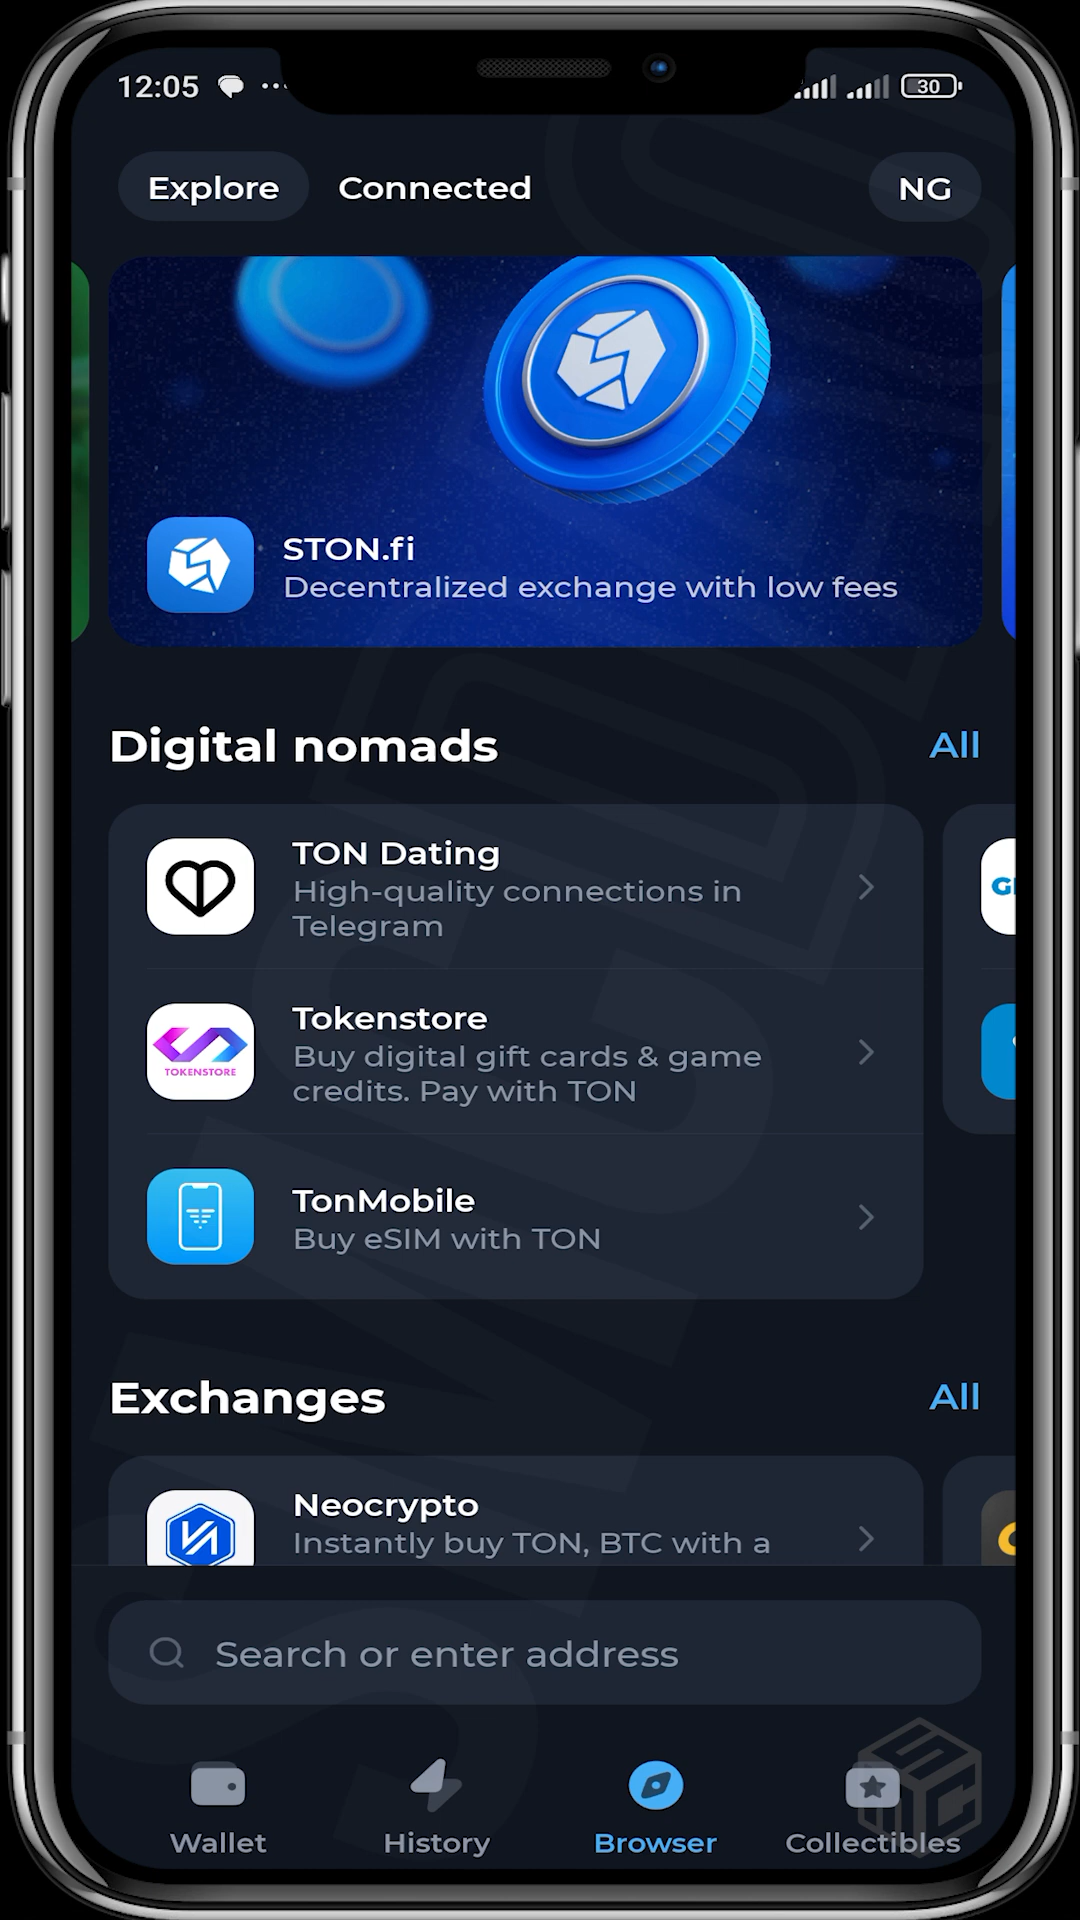 12:05
30
Explore
Connected
NG
STON.fi
Decentralized exchange with low fees
Digital nomads
All
TON Dating
High-quality connections in
Telegram
TOKENSTORE
Tokenstore
Buy digital gift cards & game
credits. Pay with TON
TonMobile
Buy eSIM with TON
Exchanges
All
Neocrypto
Instantly buy TON, BTC with a
Search or enter address
Wallet
History
Browser
Collectibles